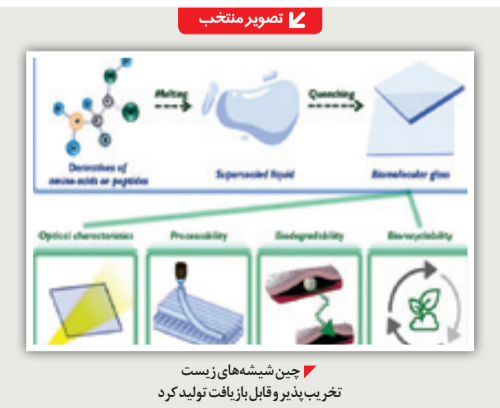 تصویر منتخب
Melting
Quenching
Derivatives of
amino acids or peptides
Supercooled liquid
Biomolecular glass
Optical characteristics
Processability
Biodegradability
Biorecyclability
چین شیشه‌های زیست
تخریب پذیر و قابل بازیافت تولید کرد